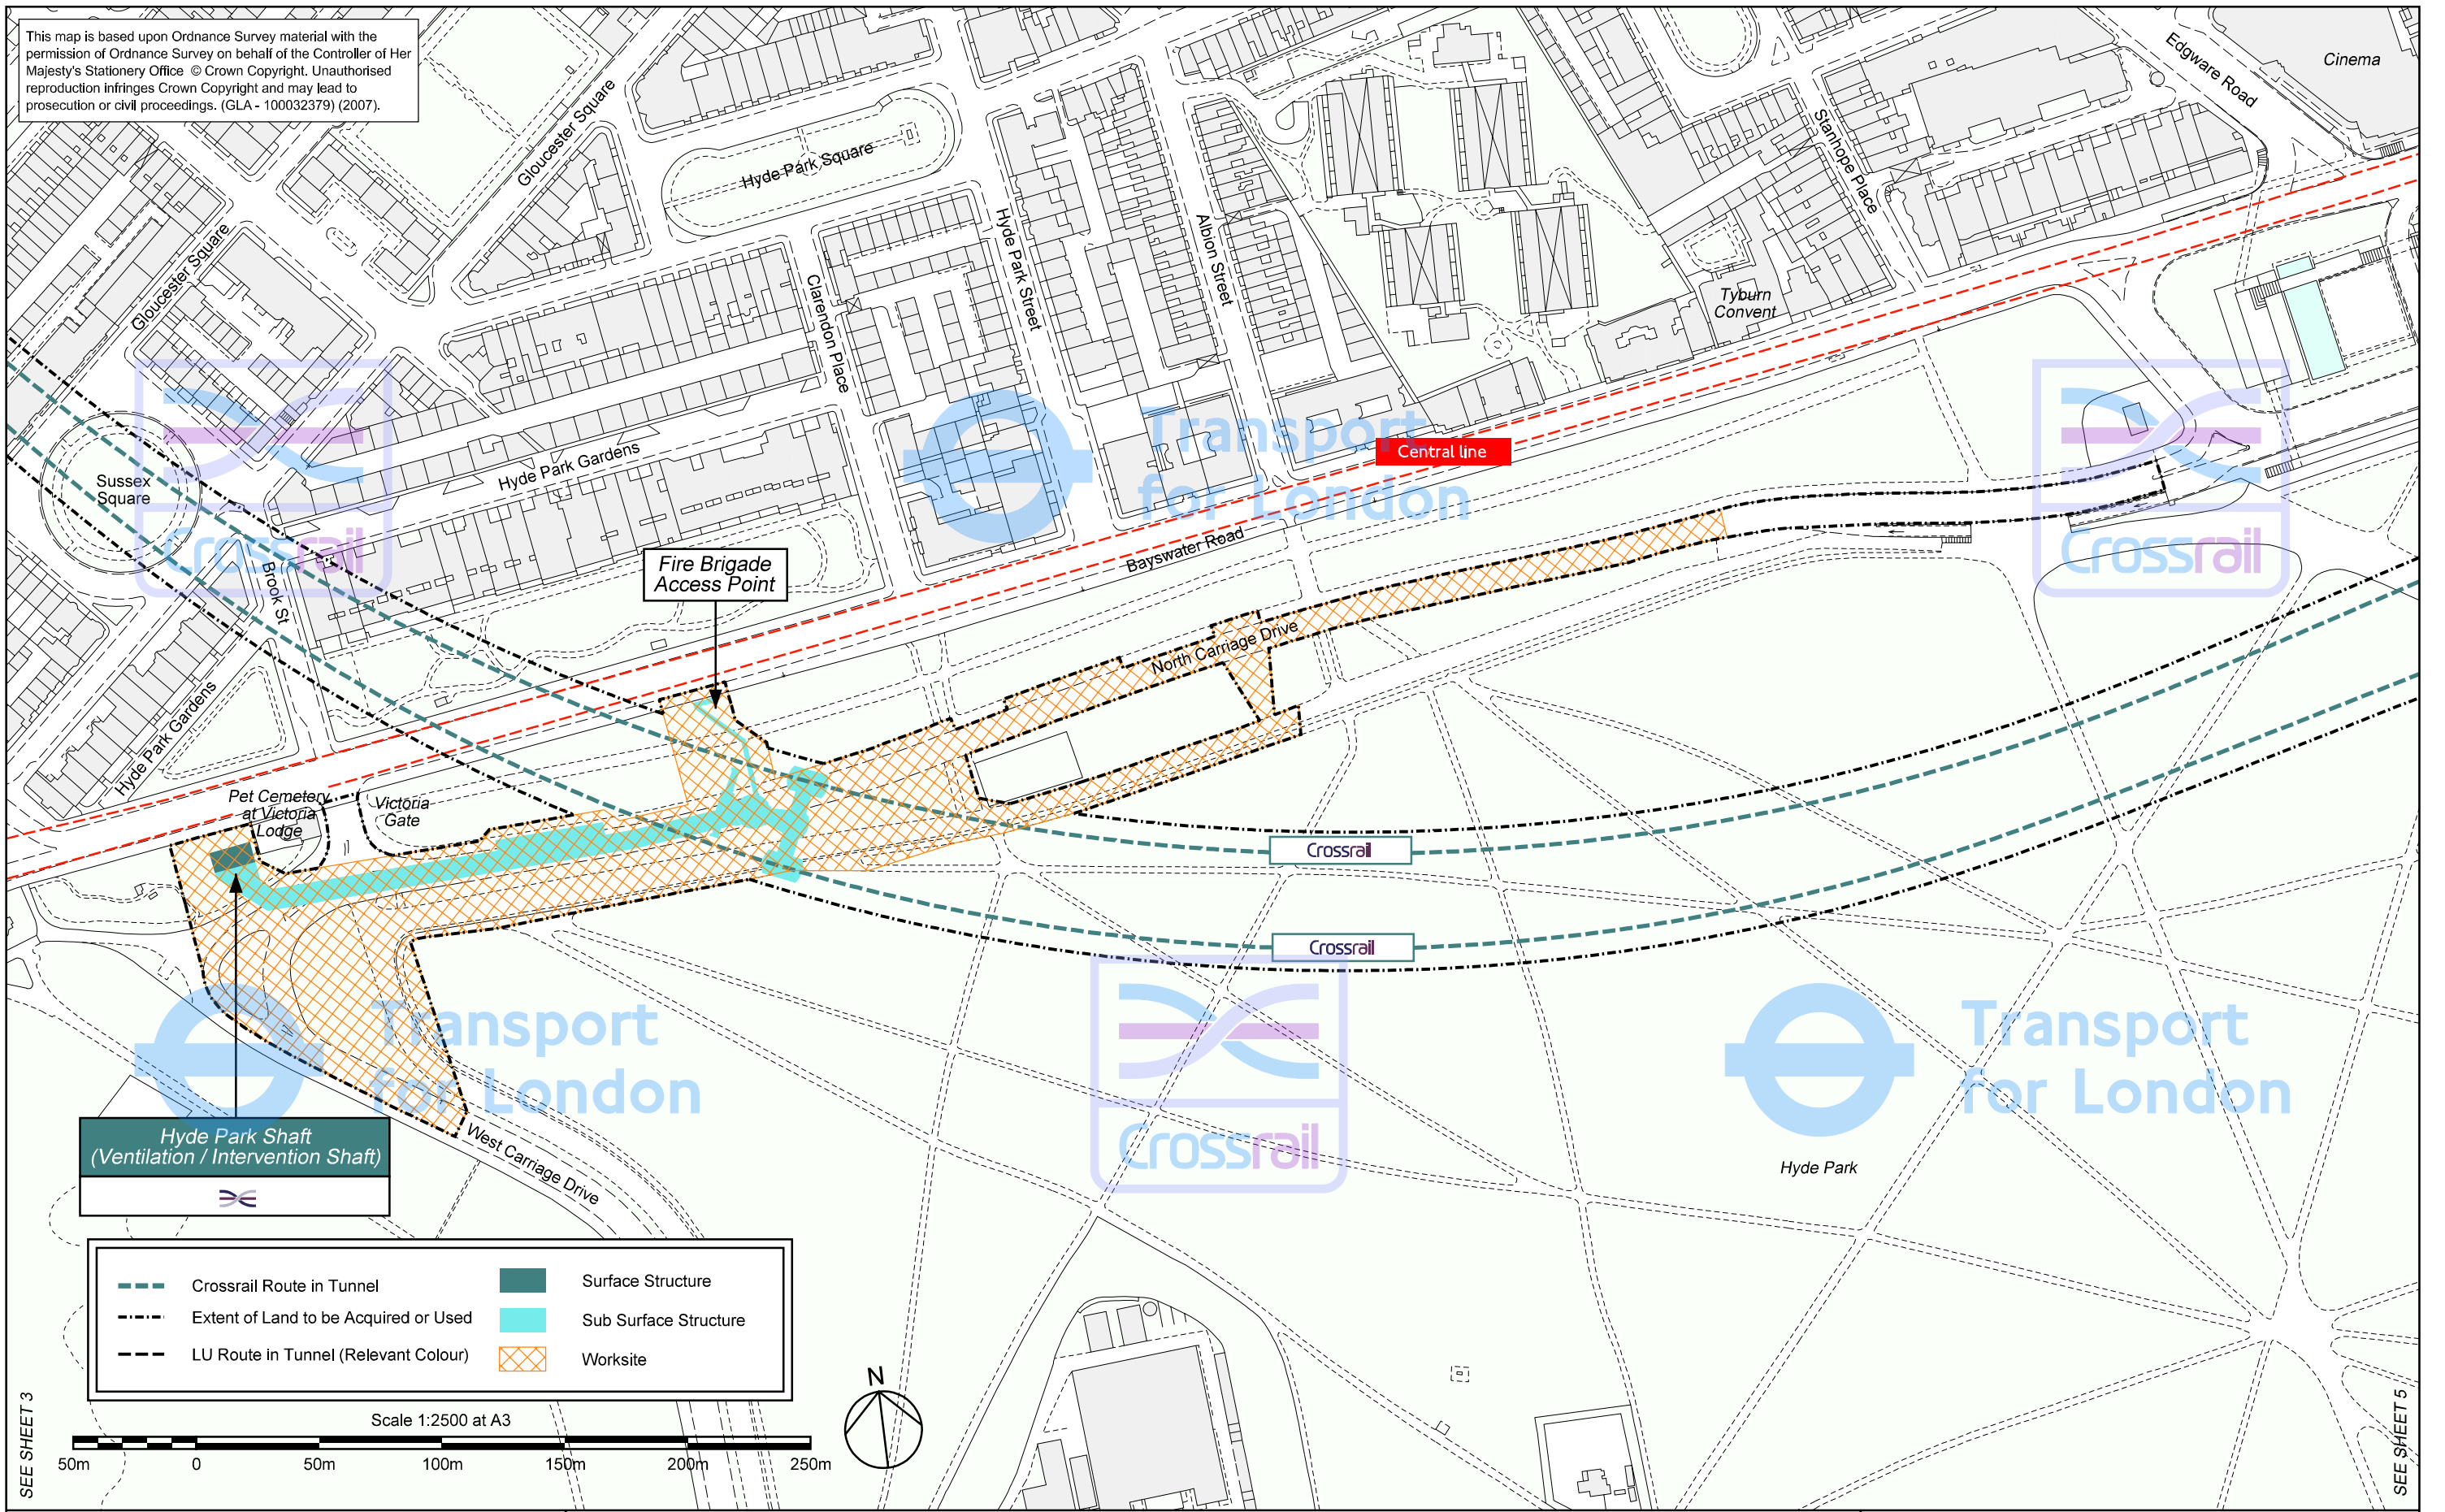 This map is based upon Ordnance Survey material with the
permission of Ordnance Survey on behalf of the Controller of Her
Majesty's Stationery Office © Crown Copyright. Unauthorised
reproduction infringes Crown Copyright and may lead to
prosecution or civil proceedings. (GLA - 100032379) (2007).
Edgware Road
Cinema
Gloucester Square
Hyde Park Square
Stanhope Place
Gloucester Square
Hyde Park Street
Albion Street
Clarendon Place
Tyburn
Convent
Transport
for London
Central line
Sussex
Square
Hyde Park Gardens
Crossrail
Crossrail
Bayswater Road
Fire Brigade
Access Point
Brook St
North Carriage Drive
Hyde Park Gardens
Pet Cemetery
at Victoria
Lodge
Victoria
Gate
Crossrail
Crossrail
Transport
for London
Crossrail
Transport
for London
Hyde Park
Hyde Park Shaft
(Ventilation / Intervention Shaft)
West Carriage Drive
Crossrail Route in Tunnel
Extent of Land to be Acquired or Used
LU Route in Tunnel (Relevant Colour)
Surface Structure
Sub Surface Structure
Worksite
Scale 1:2500 at A3
50m 0 50m 100m 150m 200m 250m
N
SEE SHEET 3
SEE SHEET 5